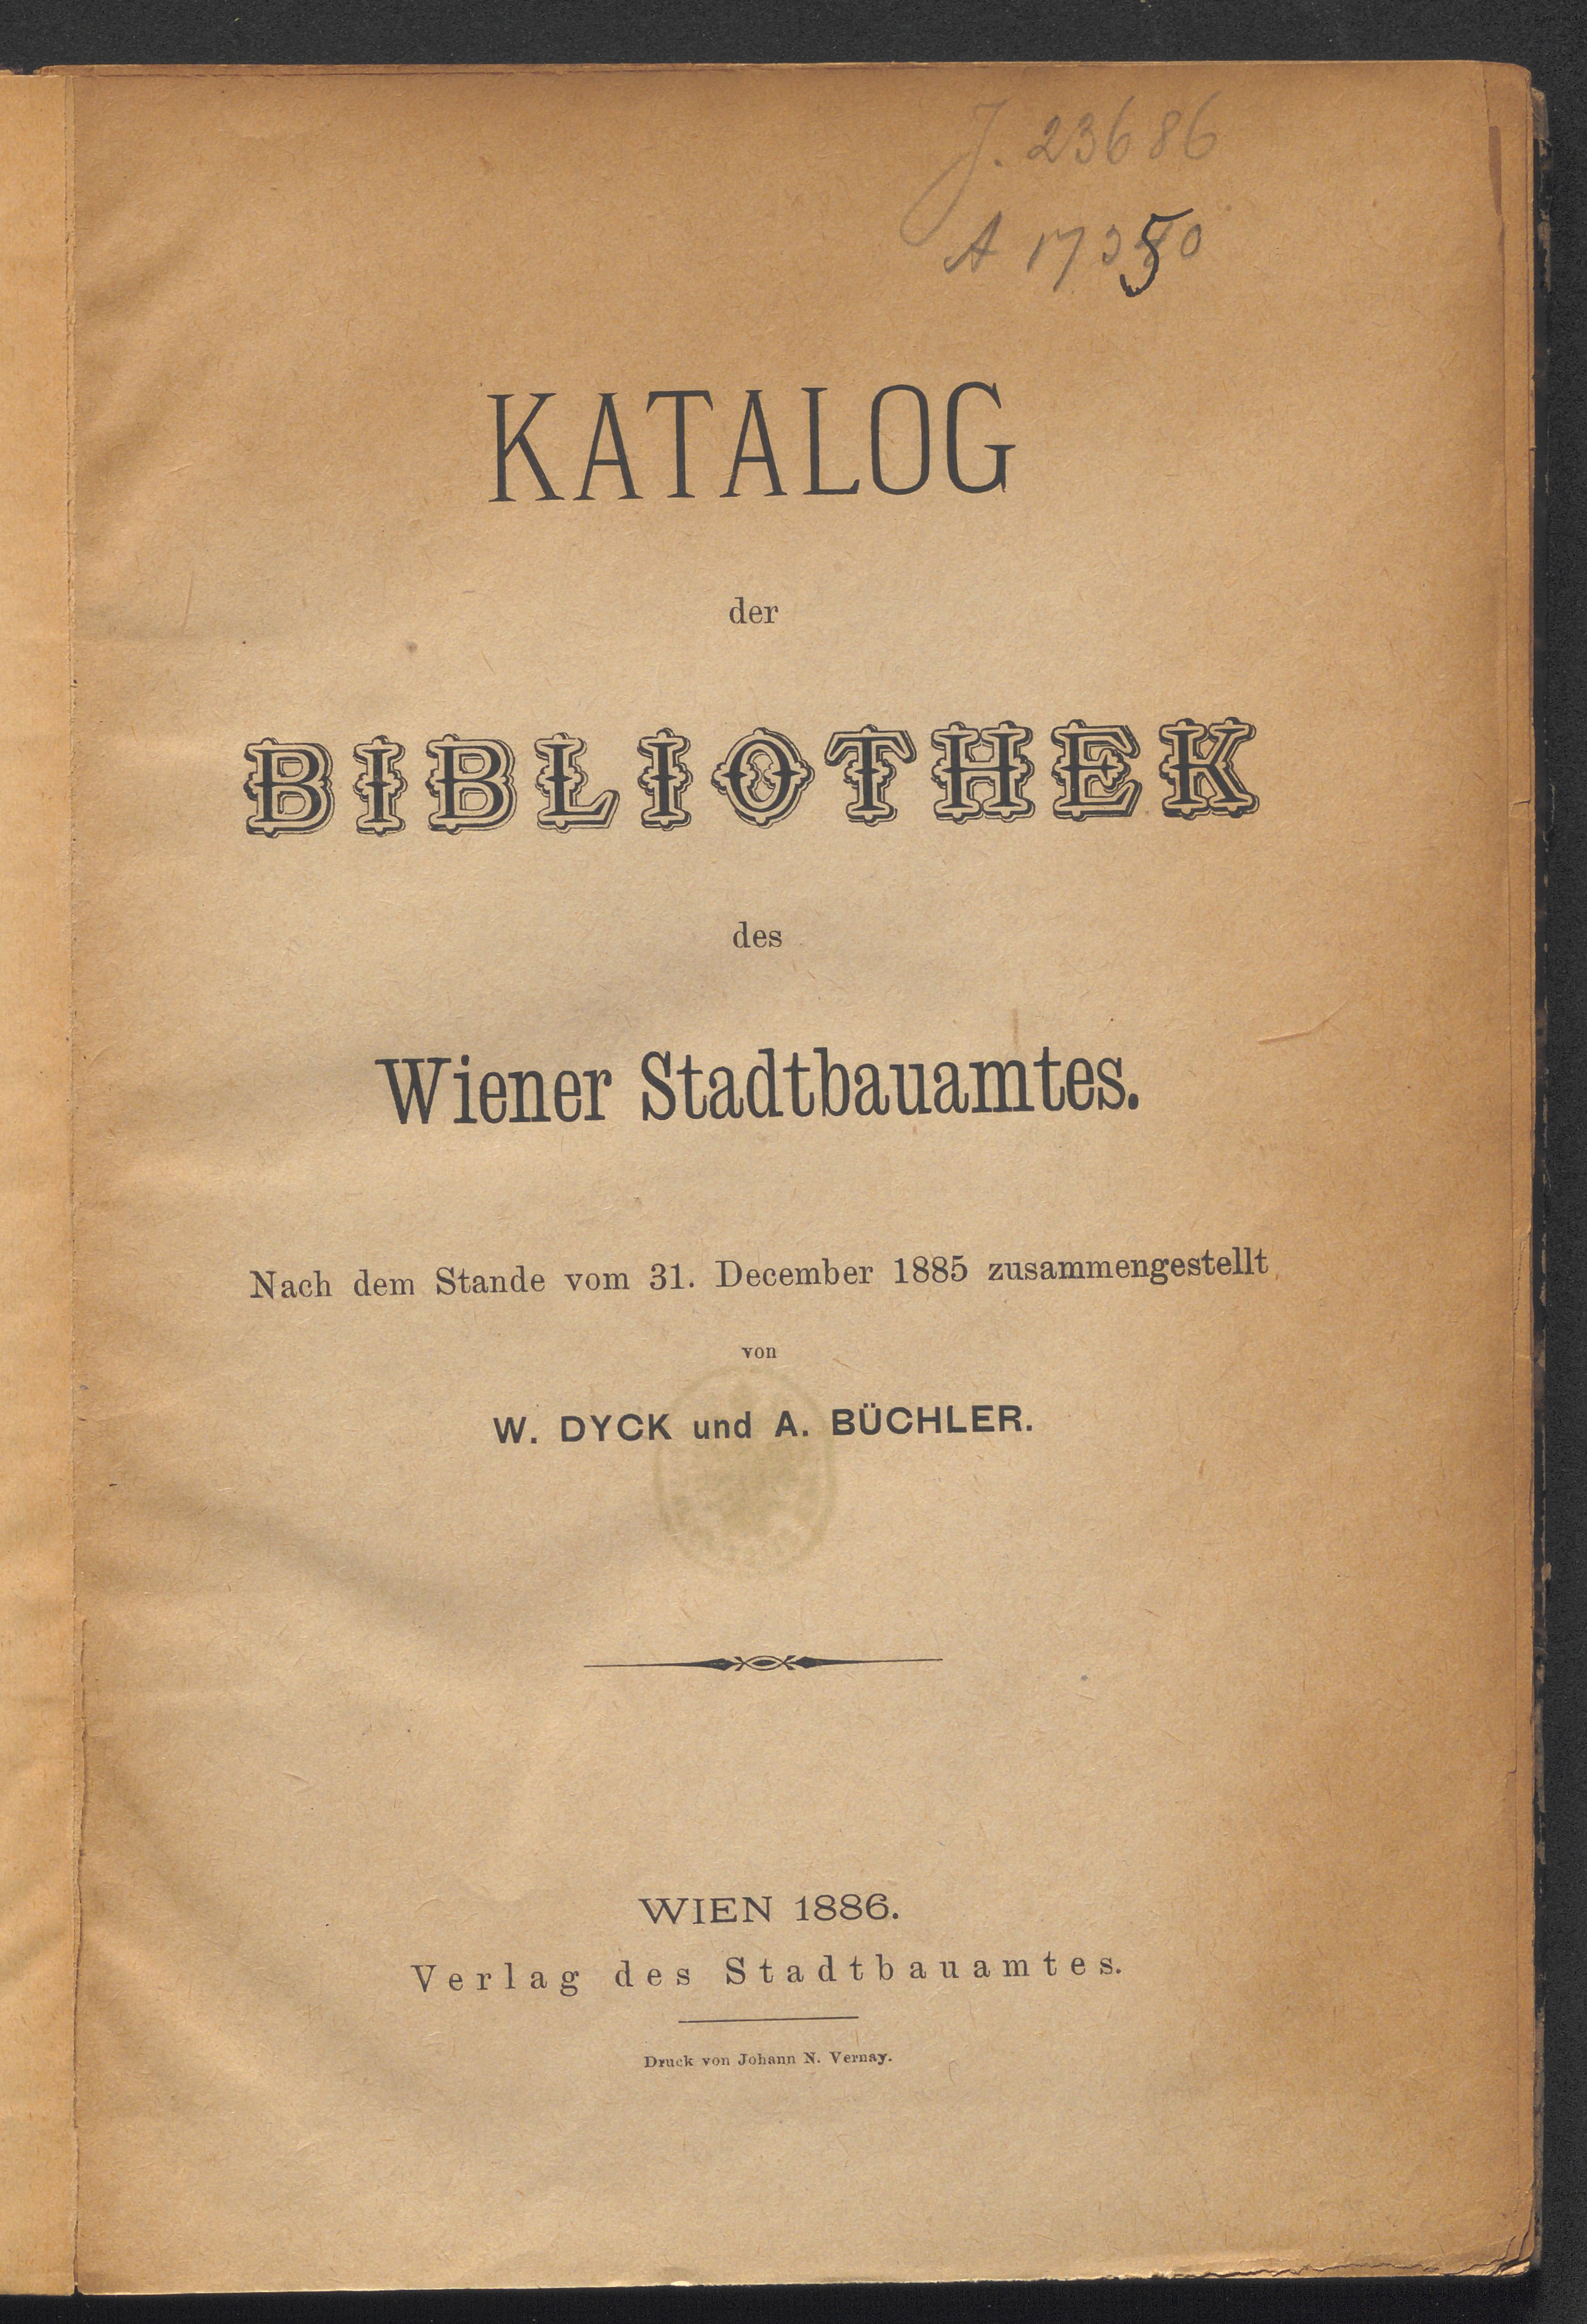 J. 23686
A 17350
KATALOG
der
BIBLIOTHEK
des
Wiener Stadtbauamtes.
Nach dem Stande vom 31. December 1885 zusammengestellt
von
W. DYCK und A. BÜCHLER.
WIEN 1886.
Verlag des Stadtbauamtes.
Druck von Johann N. Vernay.